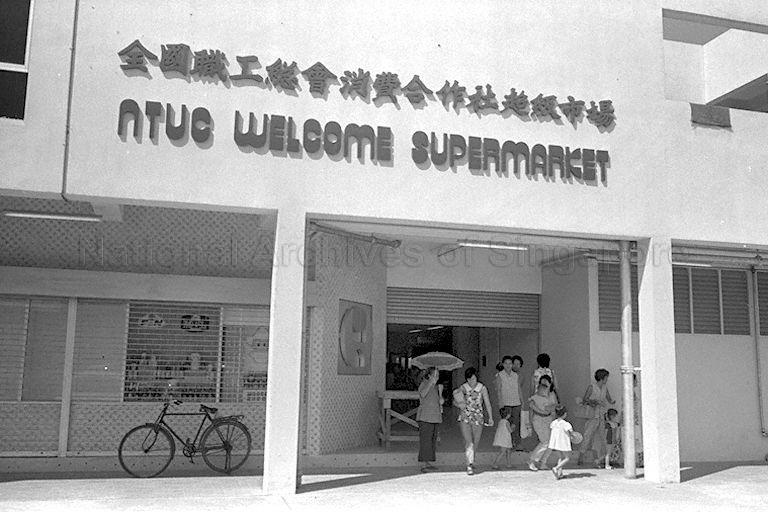 全國職工總會消費合作社超級市場
NTUC WELCOME SUPERMARKET
National Archives of Singapore